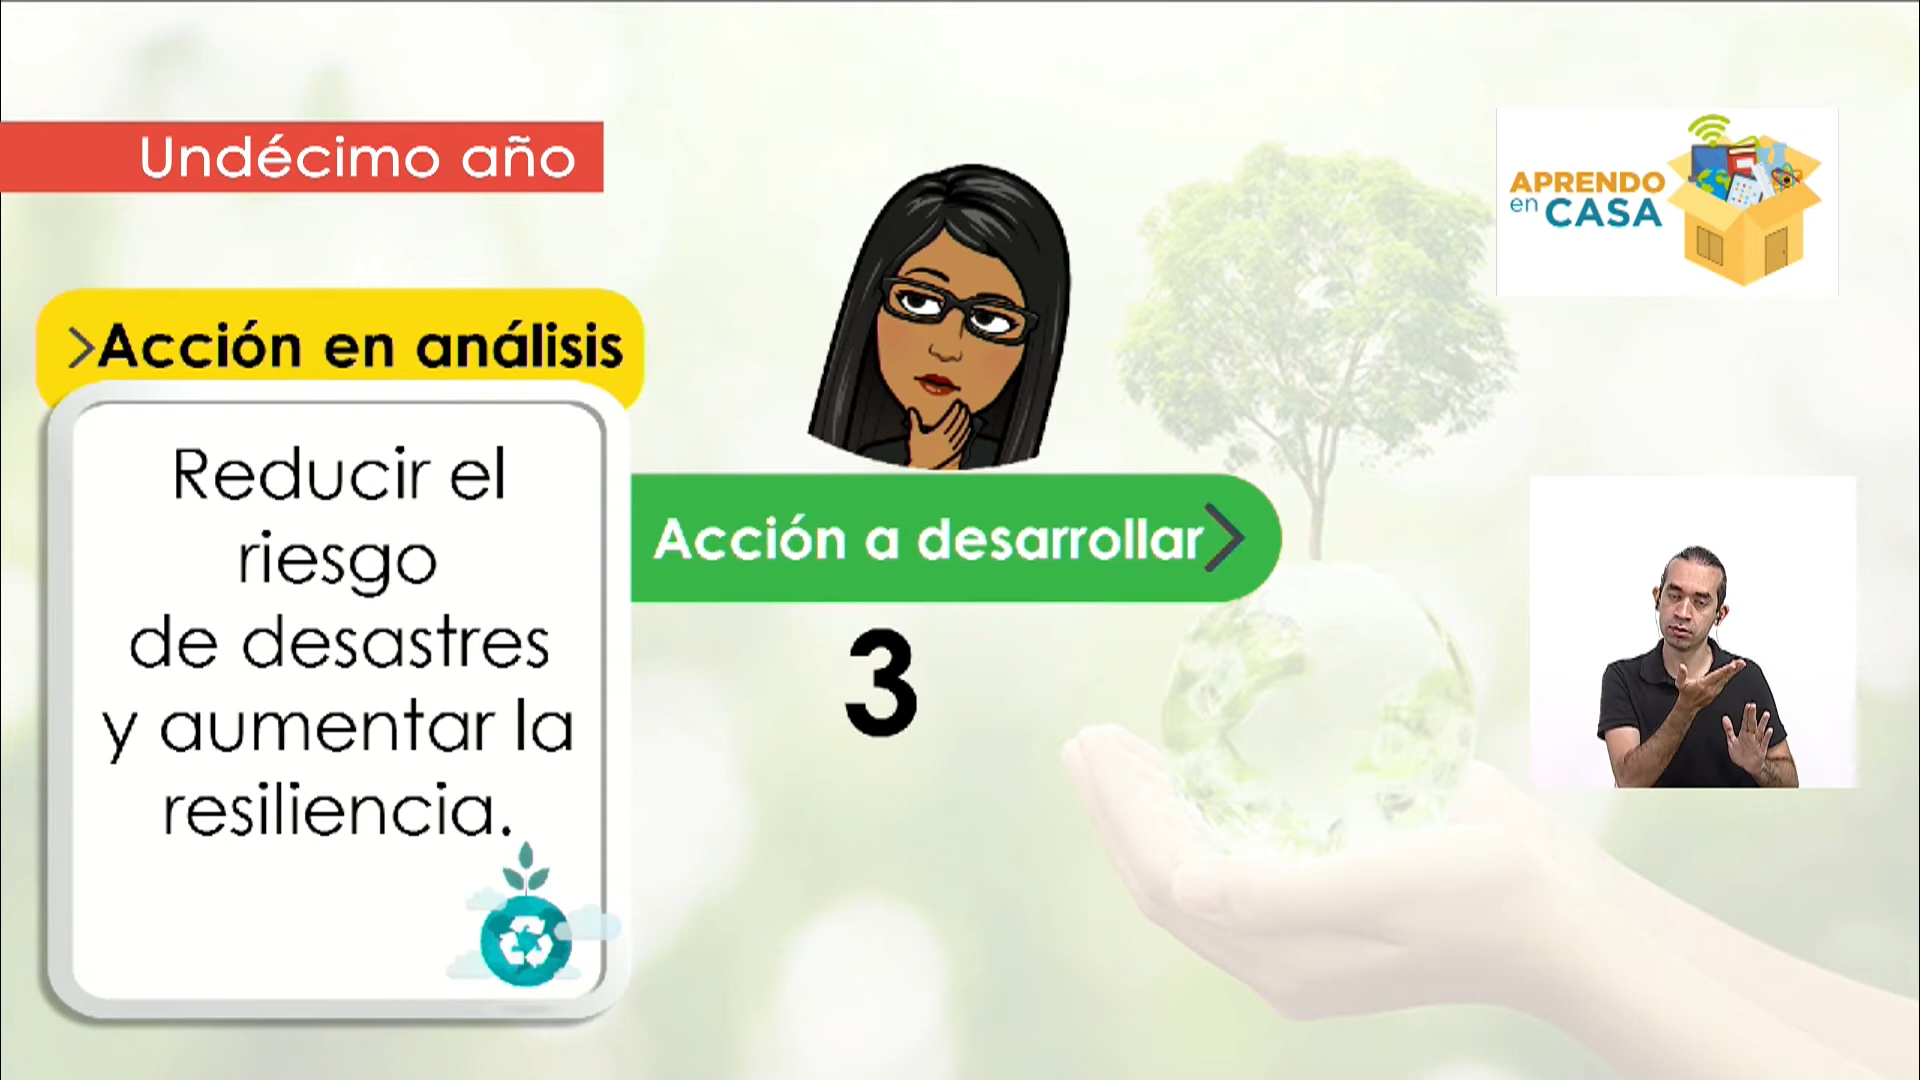 Undécimo año
APRENDO
en CASA
>Acción en análisis
Reducir el
riesgo
de desastres
y aumentar la
resiliencia.
Acción a desarrollar>
3